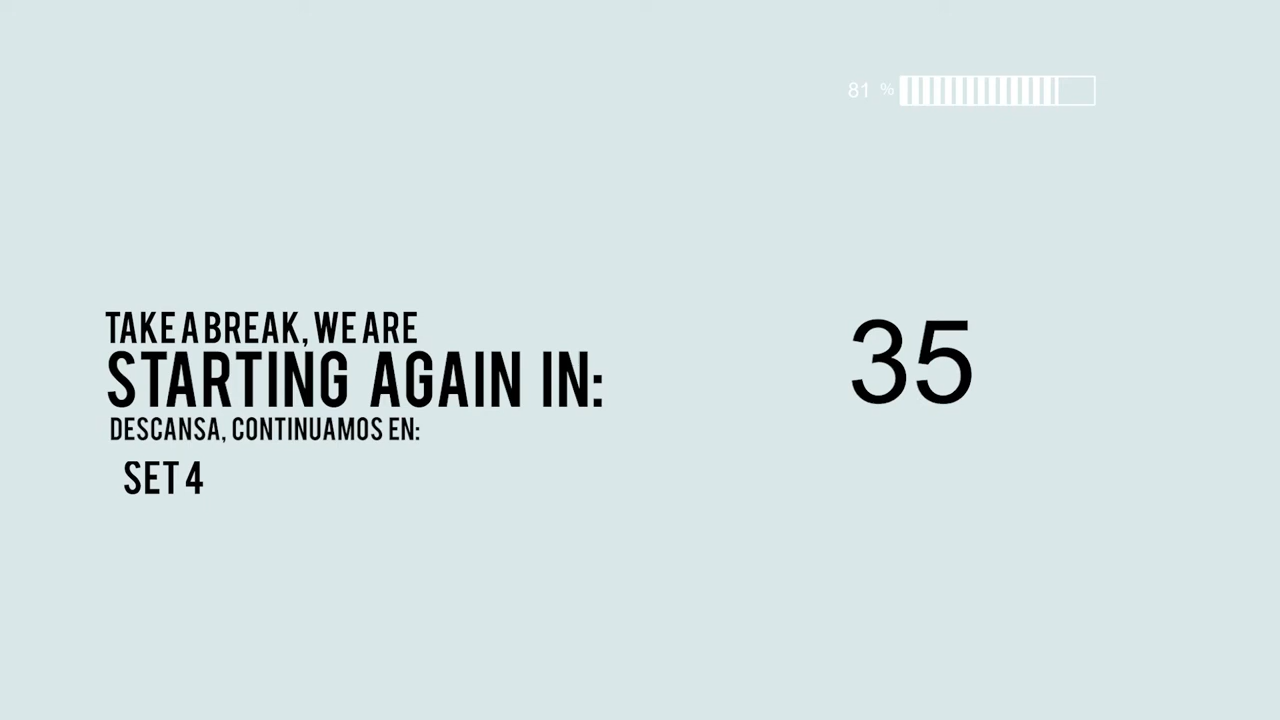 81 %
TAKE A BREAK, WE ARE
STARTING AGAIN IN:
35
DESCANSA, CONTINUAMOS EN:
SET 4